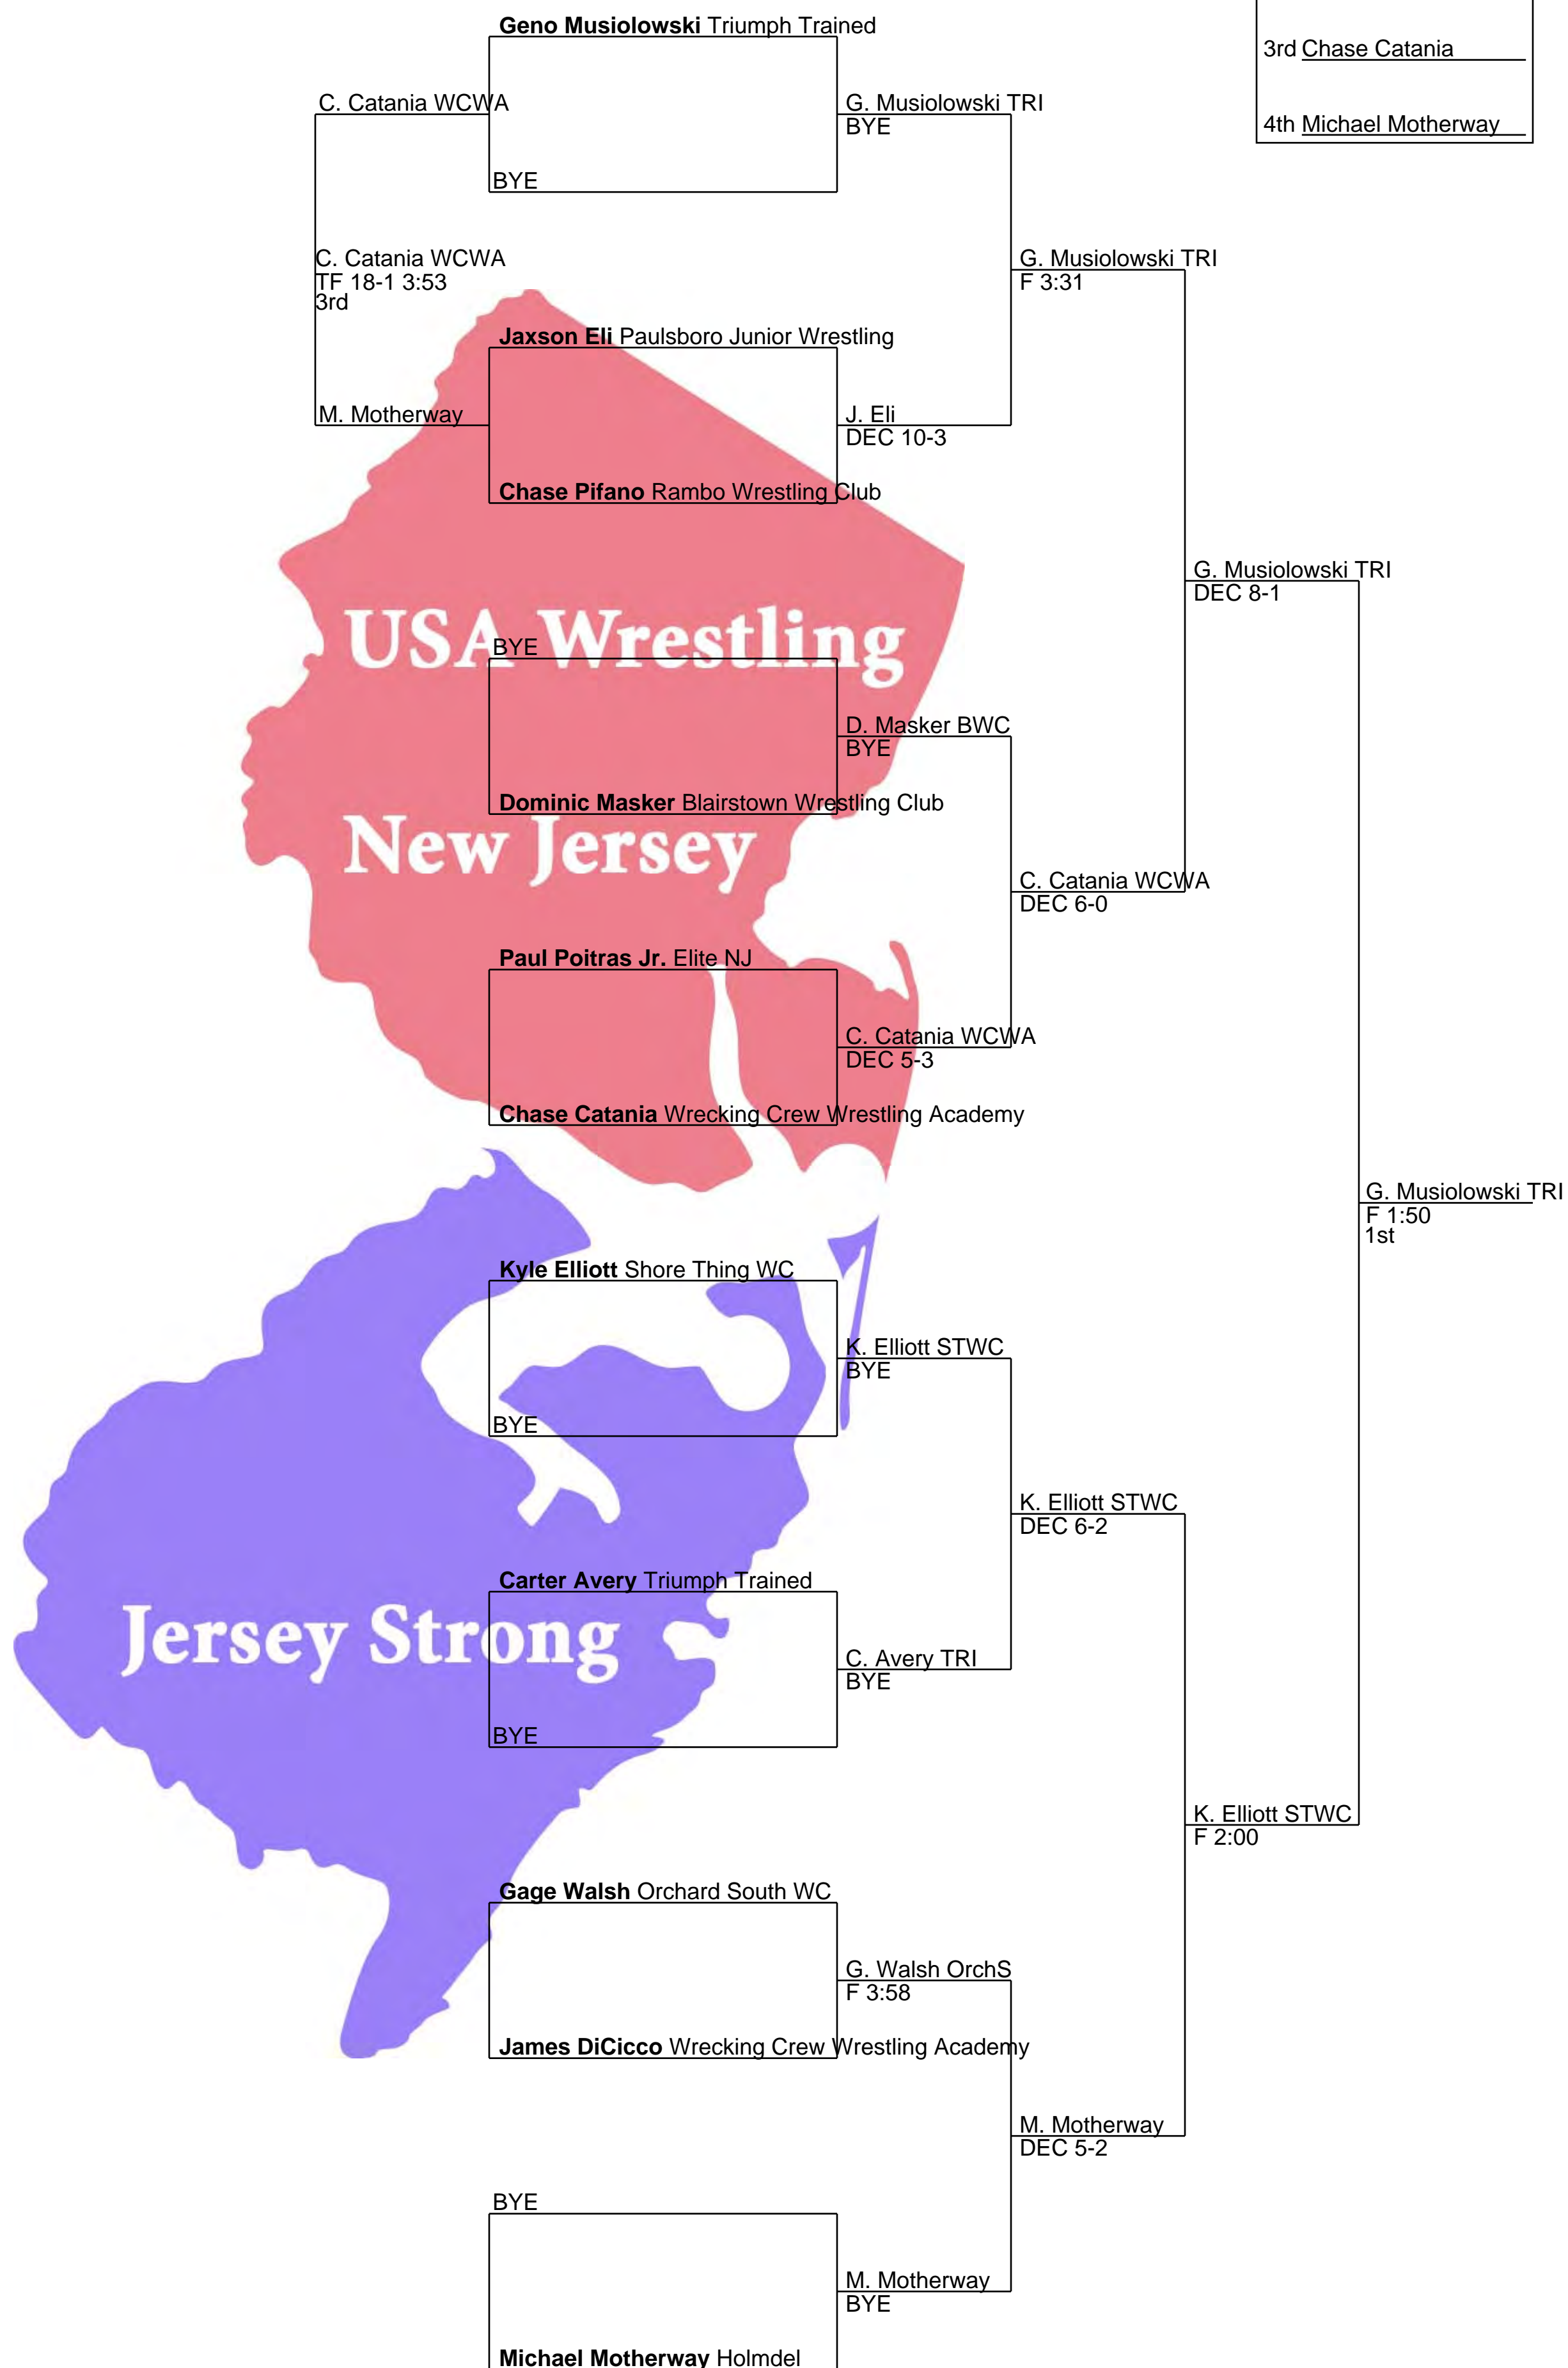 Geno Musiolowski Triumph Trained
3rd Chase Catania
C. Catania WCWA
G. Musiolowski TRI
BYE
4th Michael Motherway
BYE
C. Catania WCWA
TF 18-1 3:53
3rd
G. Musiolowski TRI
F 3:31
Jaxson Eli Paulsboro Junior Wrestling
M. Motherway
J. Eli
DEC 10-3
Chase Pifano Rambo Wrestling Club
G. Musiolowski TRI
DEC 8-1
USA Wrestling
BYE
D. Masker BWC
BYE
Dominic Masker Blairstown Wrestling Club
New Jersey
C. Catania WCWA
DEC 6-0
Paul Poitras Jr. Elite NJ
C. Catania WCWA
DEC 5-3
Chase Catania Wrecking Crew Wrestling Academy
G. Musiolowski TRI
F 1:50
1st
Kyle Elliott Shore Thing WC
K. Elliott STWC
BYE
BYE
K. Elliott STWC
DEC 6-2
Carter Avery Triumph Trained
Jersey Strong
C. Avery TRI
BYE
BYE
K. Elliott STWC
F 2:00
Gage Walsh Orchard South WC
G. Walsh OrchS
F 3:58
James DiCicco Wrecking Crew Wrestling Academy
M. Motherway
DEC 5-2
BYE
M. Motherway
BYE
Michael Motherway Holmdel